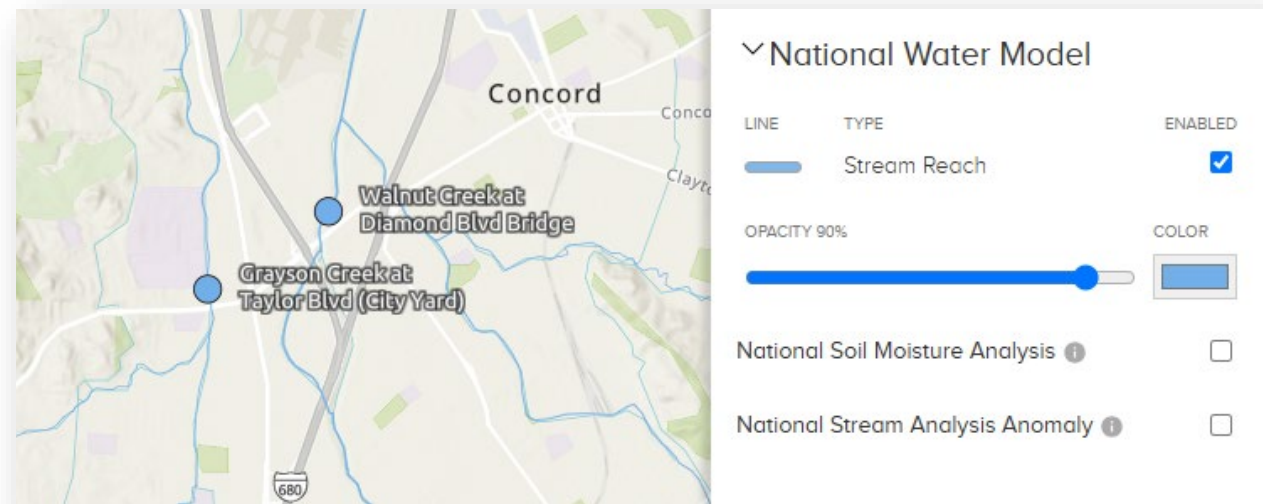 Concord
Conco
Clayto
Walnut Creek at
Diamond Blvd Bridge
Grayson Creek at
Taylor Blvd (City Yard)
680
National Water Model
LINE TYPE ENABLED
Stream Reach
OPACITY 90% COLOR
National Soil Moisture Analysis
National Stream Analysis Anomaly